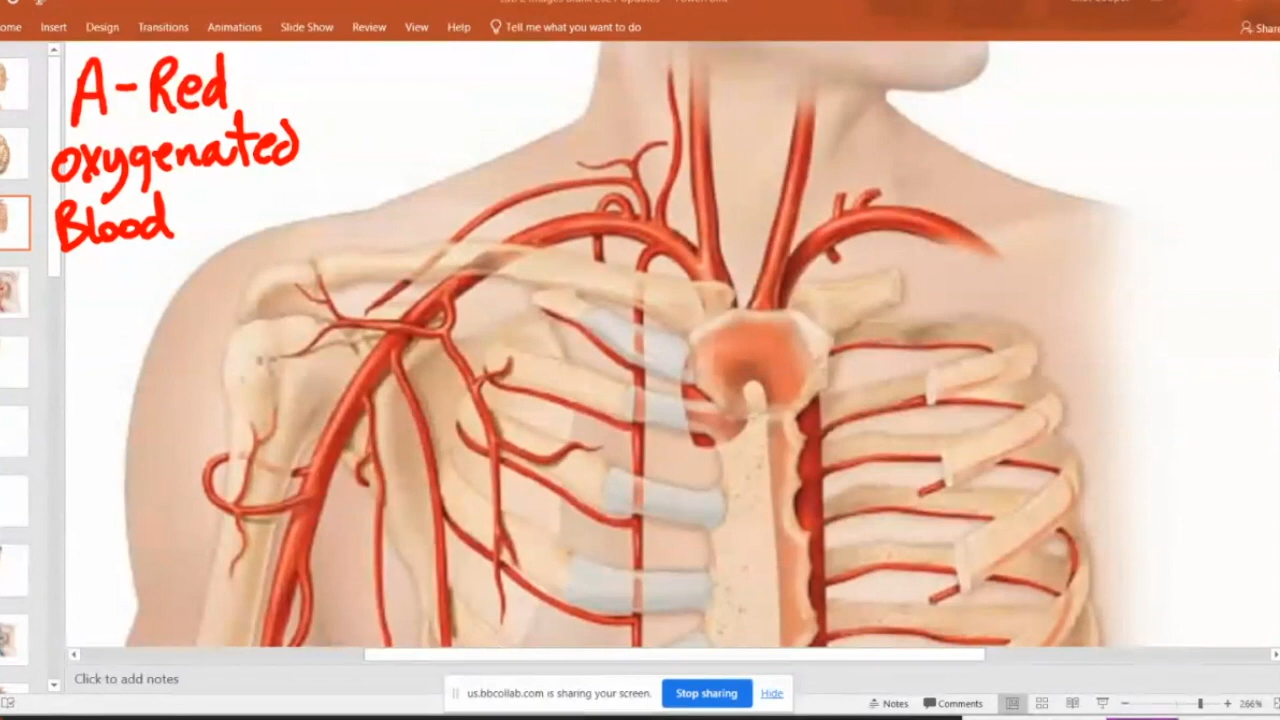 Insert Design Transitions Animations Slide Show Review View Help Tell me what you want to do
A-Red
oxygenated
Blood
Click to add notes
us.bbcollab.com is sharing your screen. Stop sharing Hide
Notes Comments 266%